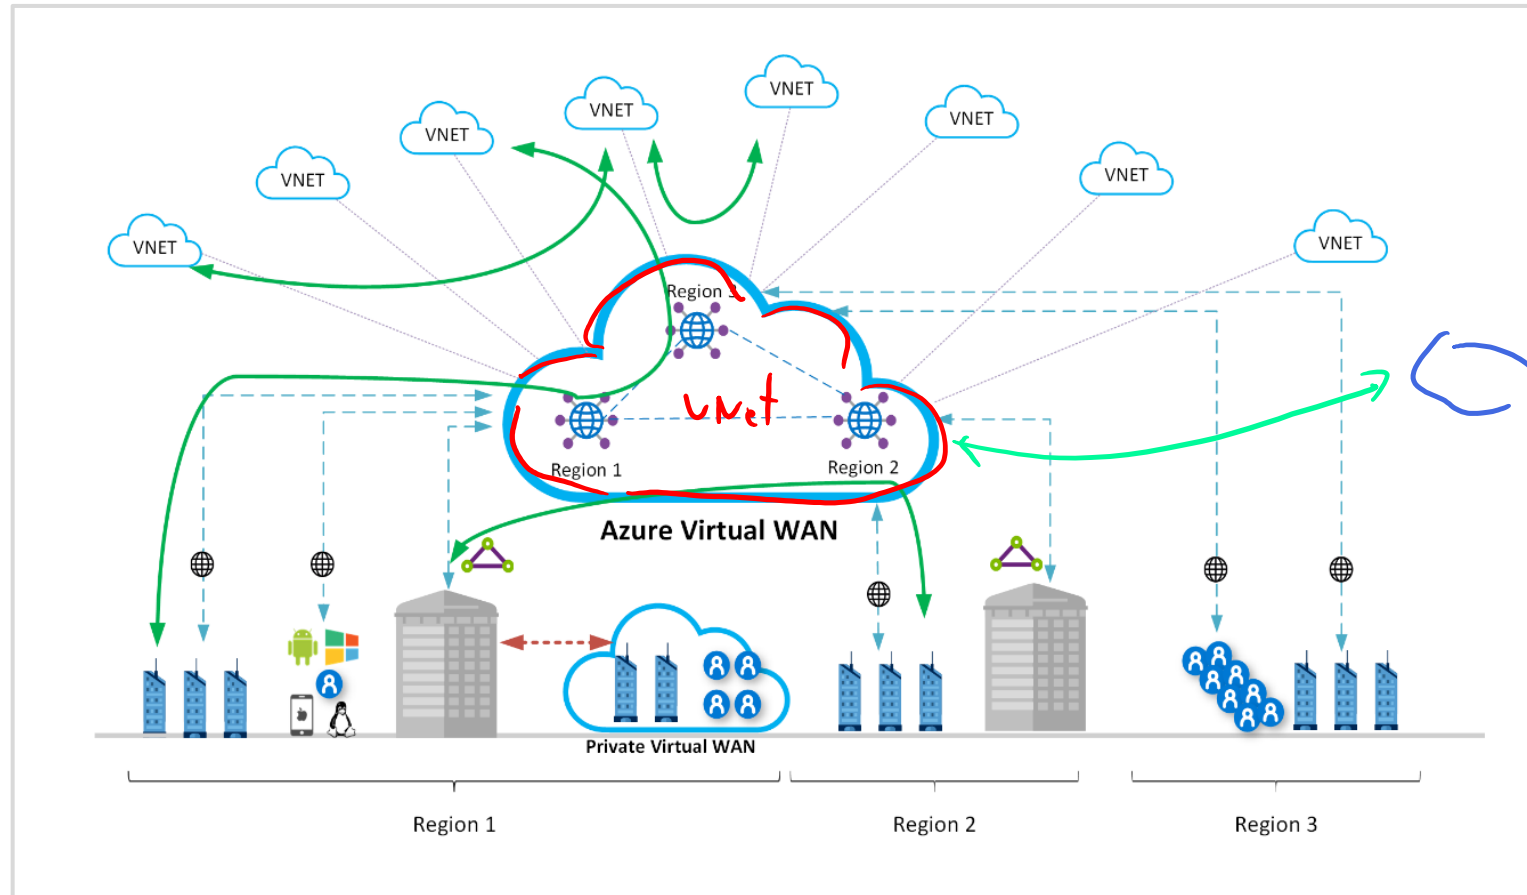 VNET
VNET
VNET
VNET
VNET
VNET
VNET
VNET
Region 3
vNet
Region 1
Region 2
Azure Virtual WAN
Private Virtual WAN
Region 1
Region 2
Region 3